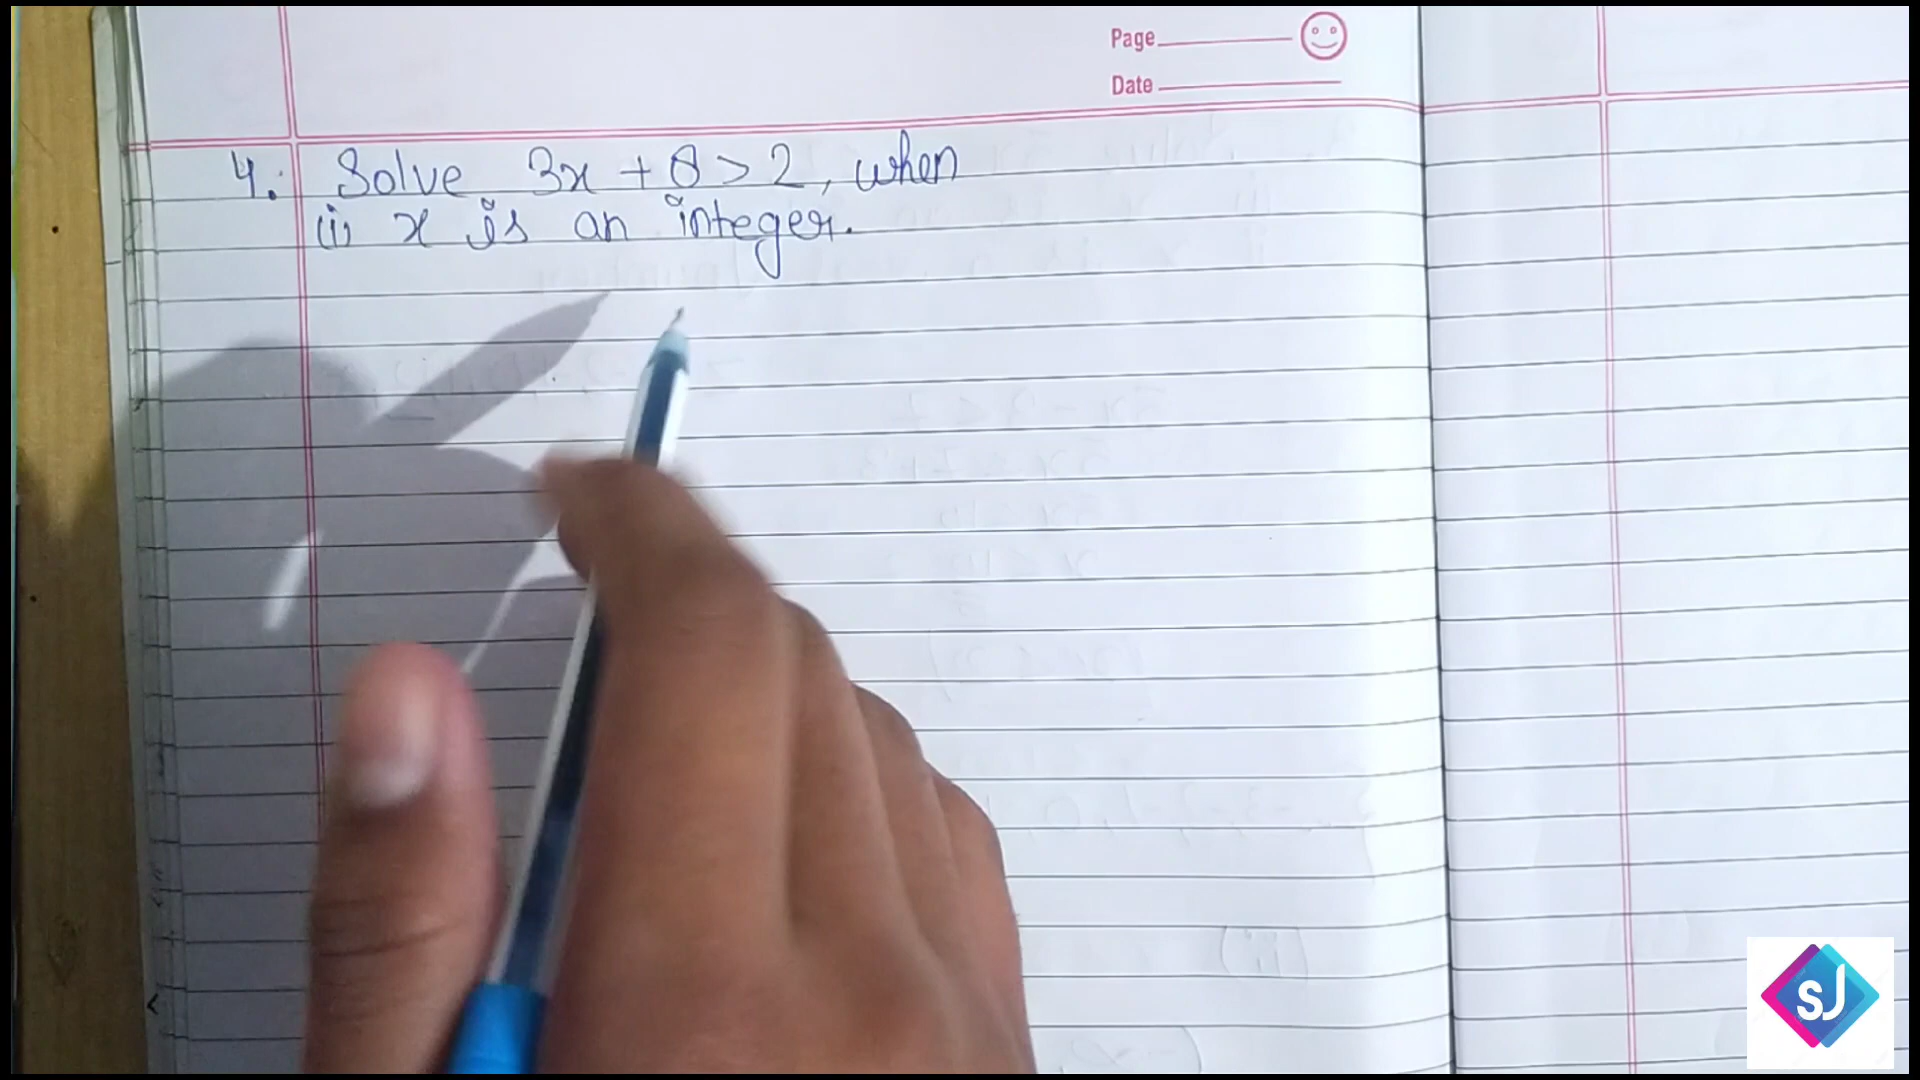 Page
Date
4. Solve 3x + 8 > 2, when
(i) x is an integer.
SJ